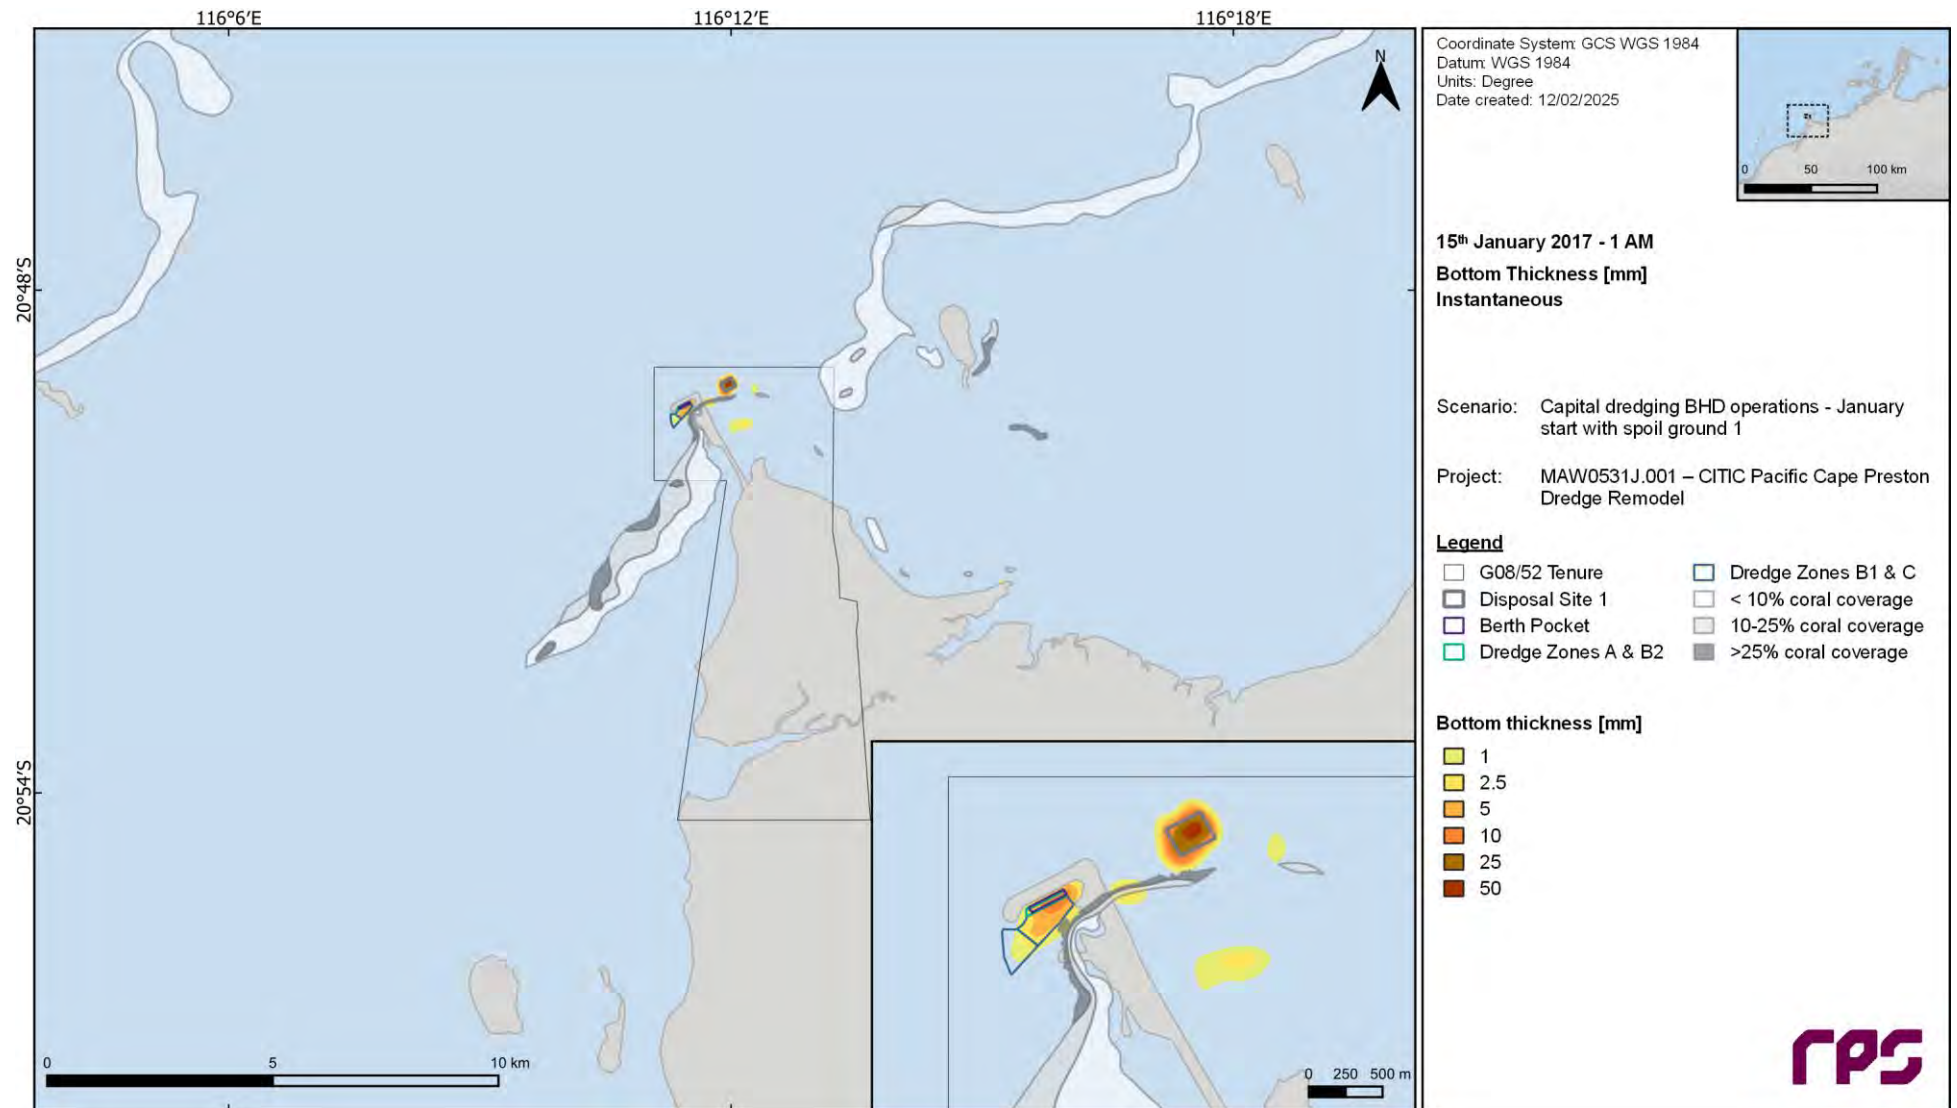 116°6'E
116°12'E
116°18'E
20°48'S
20°54'S
N
0 5 10 km
0 250 500 m
Coordinate System: GCS WGS 1984
Datum: WGS 1984
Units: Degree
Date created: 12/02/2025
0 50 100 km
15th January 2017 - 1 AM
Bottom Thickness [mm]
Instantaneous
Scenario: Capital dredging BHD operations - January
start with spoil ground 1
Project: MAW0531J.001 – CITIC Pacific Cape Preston
Dredge Remodel
Legend
G08/52 Tenure
Disposal Site 1
Berth Pocket
Dredge Zones A & B2
Dredge Zones B1 & C
< 10% coral coverage
10-25% coral coverage
>25% coral coverage
Bottom thickness [mm]
1
2.5
5
10
25
50
rps